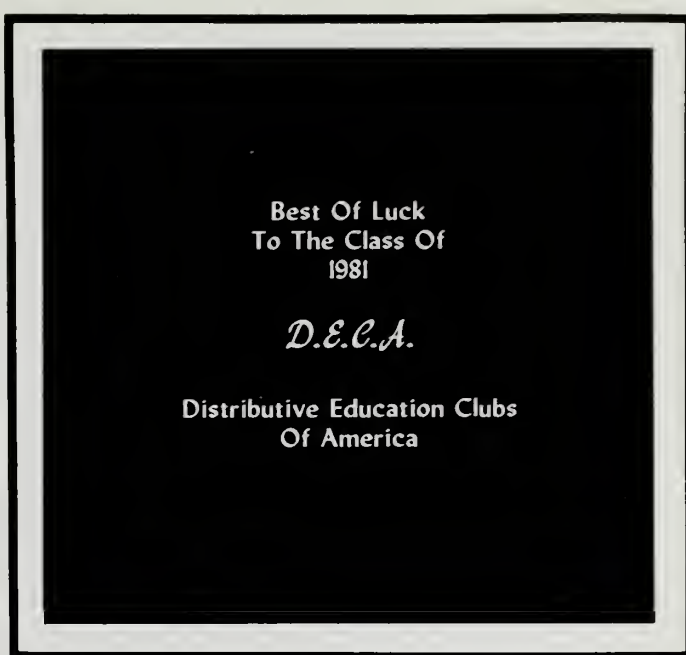 Best Of Luck
To The Class Of
1981
D.E.C.A.
Distributive Education Clubs
Of America